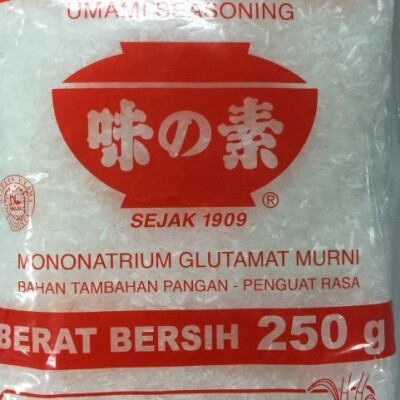 UMAMI SEASONING
味の素
®
SEJAK 1909
MONONATRIUM GLUTAMAT MURNI
BAHAN TAMBAHAN PANGAN - PENGUAT RASA
BERAT BERSIH 250 g